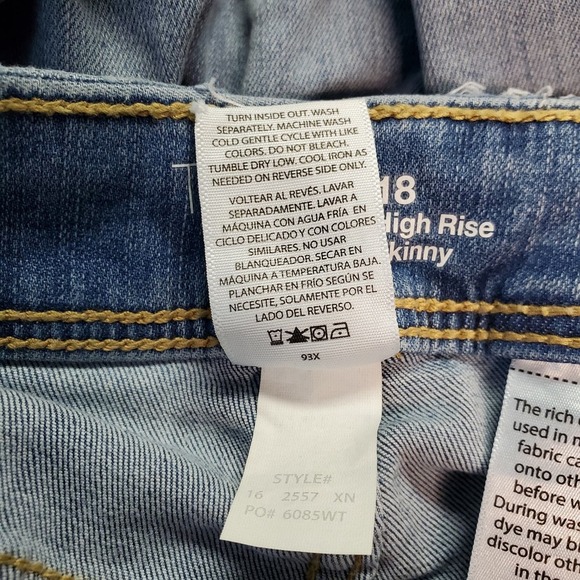 TURN INSIDE OUT. WASH
SEPARATELY. MACHINE WASH
COLD GENTLE CYCLE WITH LIKE
COLORS. DO NOT BLEACH.
TUMBLE DRY LOW. COOL IRON AS
NEEDED ON REVERSE SIDE ONLY.
VOLTEAR AL REVÉS. LAVAR
SEPARADAMENTE. LAVAR A
MÁQUINA CON AGUA FRÍA EN
CICLO DELICADO Y CON COLORES
SIMILARES. NO USAR
BLANQUEADOR. SECAR EN
MÁQUINA A TEMPERATURA BAJA.
PLANCHAR EN FRÍO SEGÚN SE
NECESITE, SOLAMENTE POR EL
LADO DEL REVERSO.
93X
STYLE#
16 2557 XN
PO# 6085WT
T
18
High Rise
kinny
The rich
used in
fabric ca
onto oth
before w
During was
dye may b
discolor othe
in the